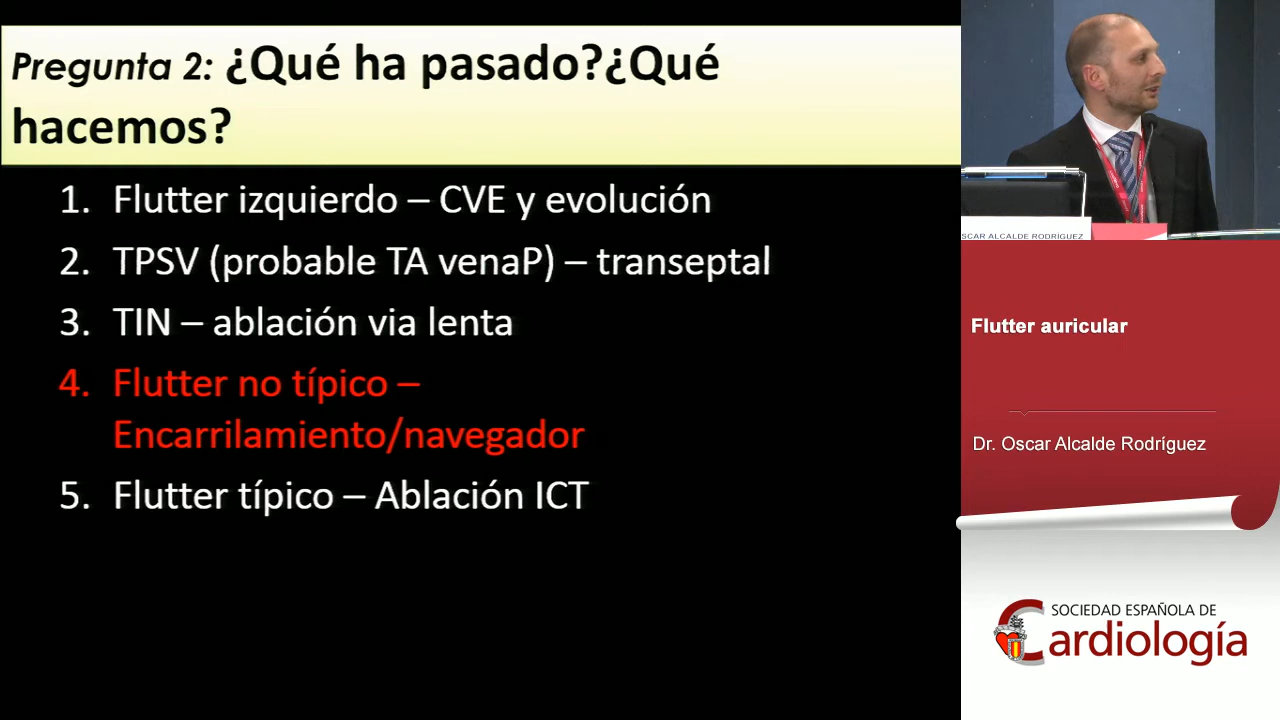 Pregunta 2: ¿Qué ha pasado?¿Qué
hacemos?
1. Flutter izquierdo – CVE y evolución
2. TPSV (probable TA venaP) – transeptal
3. TIN – ablación via lenta
4. Flutter no típico –
Encarrilamiento/navegador
5. Flutter típico – Ablación ICT
SCAR ALCALDE RODRÍGUEZ
Flutter auricular
Dr. Oscar Alcalde Rodríguez
SOCIEDAD ESPAÑOLA DE
Cardiología